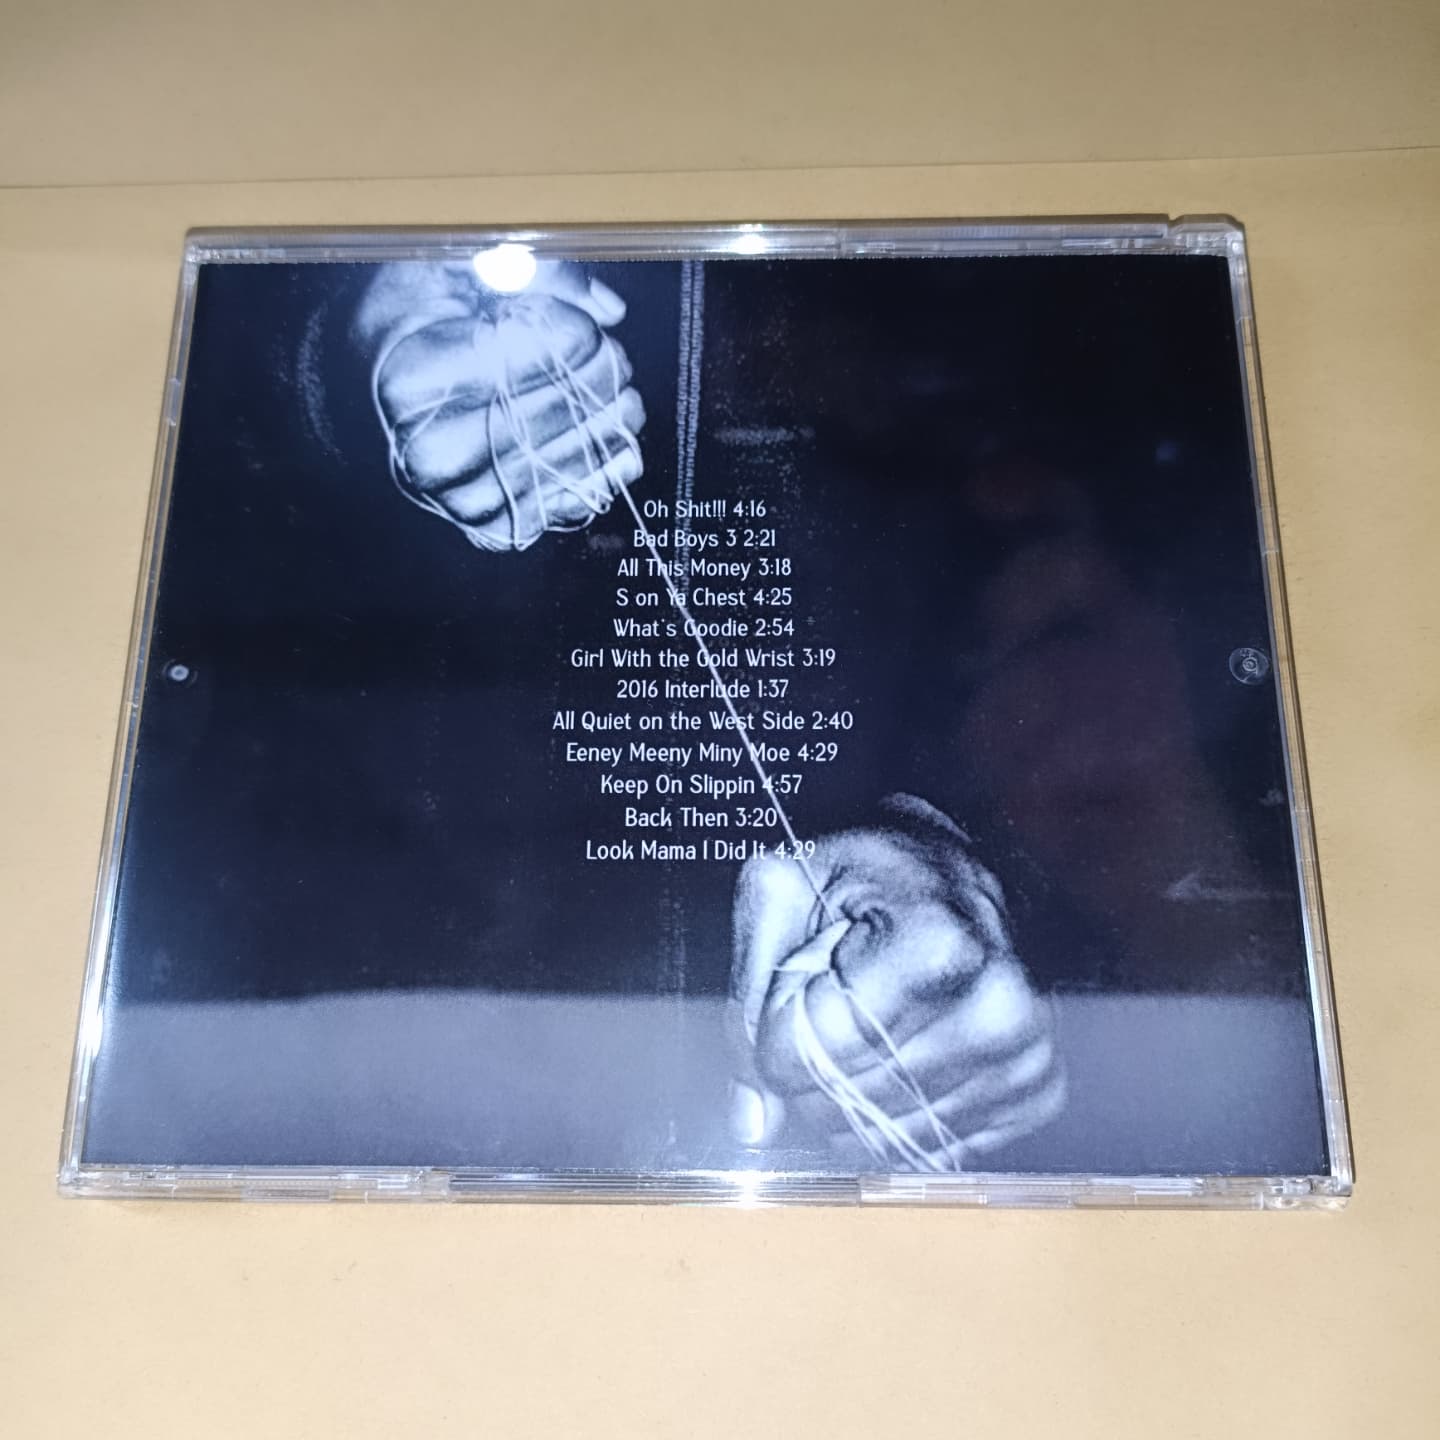 Oh Shit!!! 4:16
Bad Boys 3 2:21
All This Money 3:18
S on Ya Chest 4:25
What's Goodie 2:54
Girl With the Gold Wrist 3:19
2016 Interlude 1:37
All Quiet on the West Side 2:40
Eeney Meeny Miny Moe 4:29
Keep On Slippin 4:57
Back Then 3:20
Look Mama I Did It 4:29